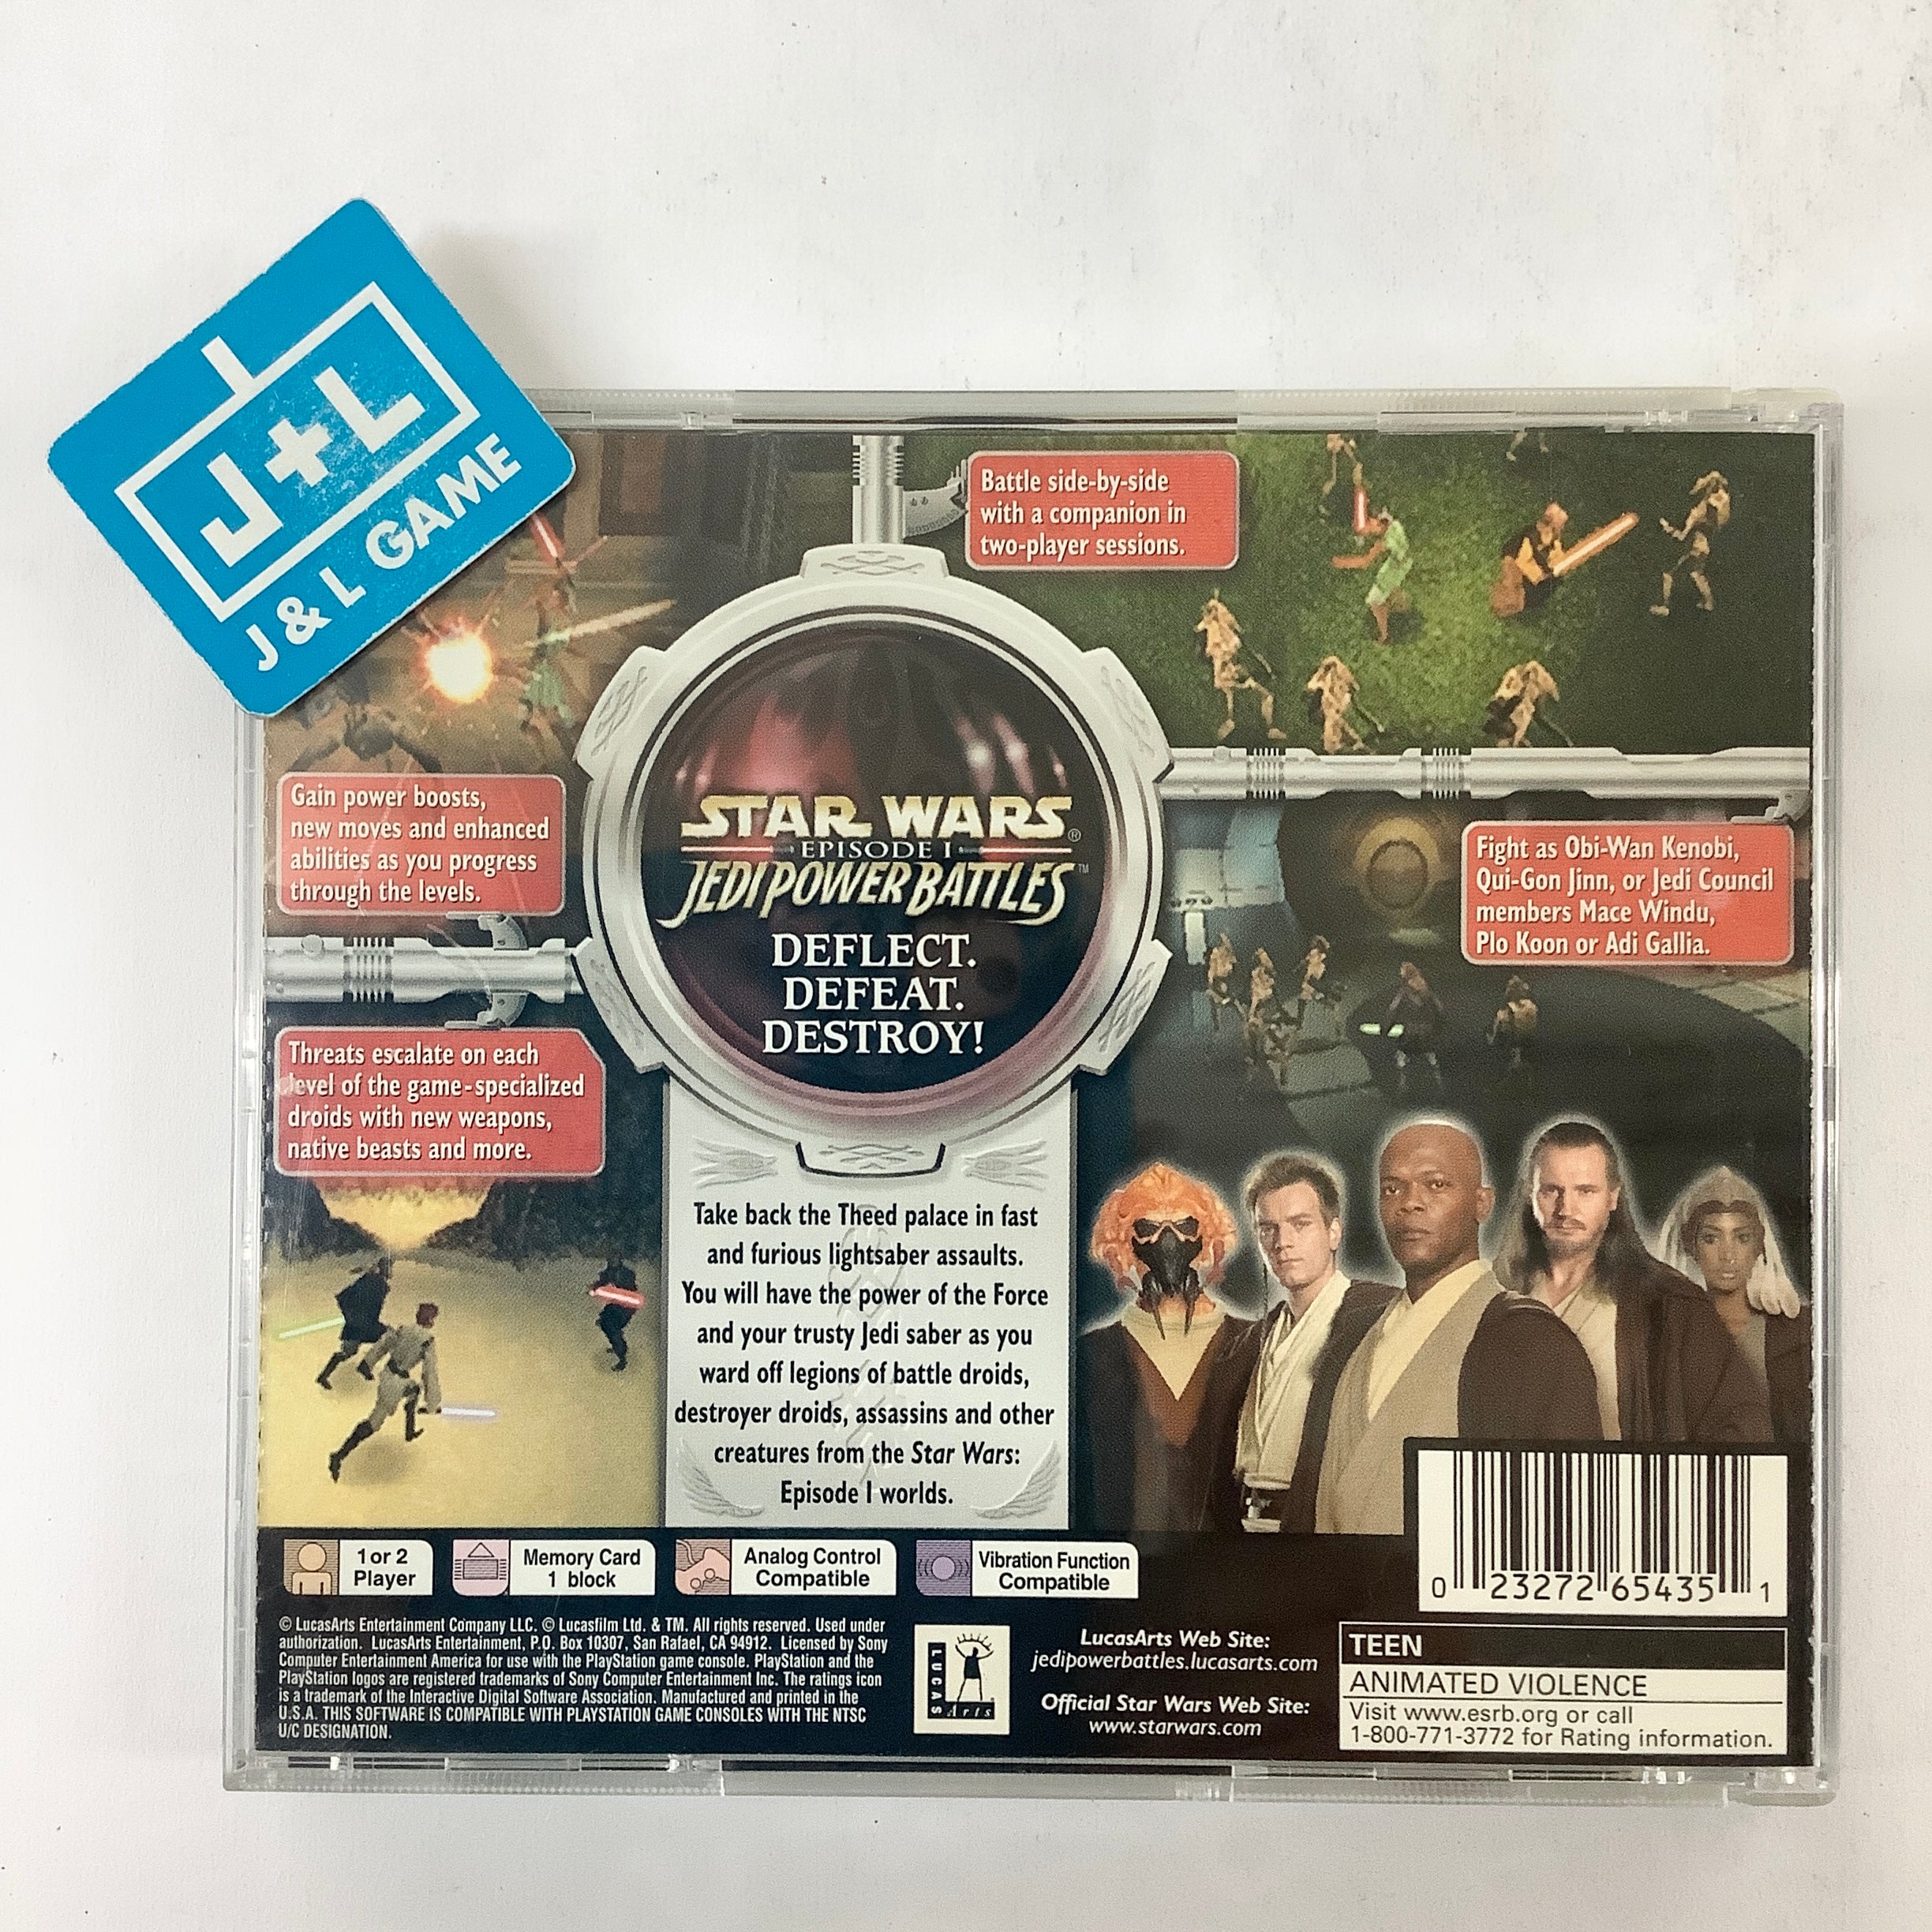 J+L
J & L GAME
Battle side-by-side
with a companion in
two-player sessions.
Gain power boosts,
new moves and enhanced
abilities as you progress
through the levels.
STAR WARS®
EPISODE I
JEDI POWER BATTLES™
DEFLECT.
DEFEAT.
DESTROY!
Fight as Obi-Wan Kenobi,
Qui-Gon Jinn, or Jedi Council
members Mace Windu,
Plo Koon or Adi Gallia.
Threats escalate on each
level of the game-specialized
droids with new weapons,
native beasts and more.
Take back the Theed palace in fast
and furious lightsaber assaults.
You will have the power of the Force
and your trusty Jedi saber as you
ward off legions of battle droids,
destroyer droids, assassins and other
creatures from the Star Wars:
Episode I worlds.
1 or 2
Player
Memory Card
1 block
Analog Control
Compatible
Vibration Function
Compatible
0 23272 65435 1
© LucasArts Entertainment Company LLC. © Lucasfilm Ltd. & TM. All rights reserved. Used under
authorization. LucasArts Entertainment, P.O. Box 10307, San Rafael, CA 94912. Licensed by Sony
Computer Entertainment America for use with the PlayStation game console. PlayStation and the
PlayStation logos are registered trademarks of Sony Computer Entertainment Inc. The ratings icon
is a trademark of the Interactive Digital Software Association. Manufactured and printed in the
U.S.A. THIS SOFTWARE IS COMPATIBLE WITH PLAYSTATION GAME CONSOLES WITH THE NTSC
U/C DESIGNATION.
LUCAS
Arts
LucasArts Web Site:
jedipowerbattles.lucasarts.com
Official Star Wars Web Site:
www.starwars.com
TEEN
ANIMATED VIOLENCE
Visit www.esrb.org or call
1-800-771-3772 for Rating information.